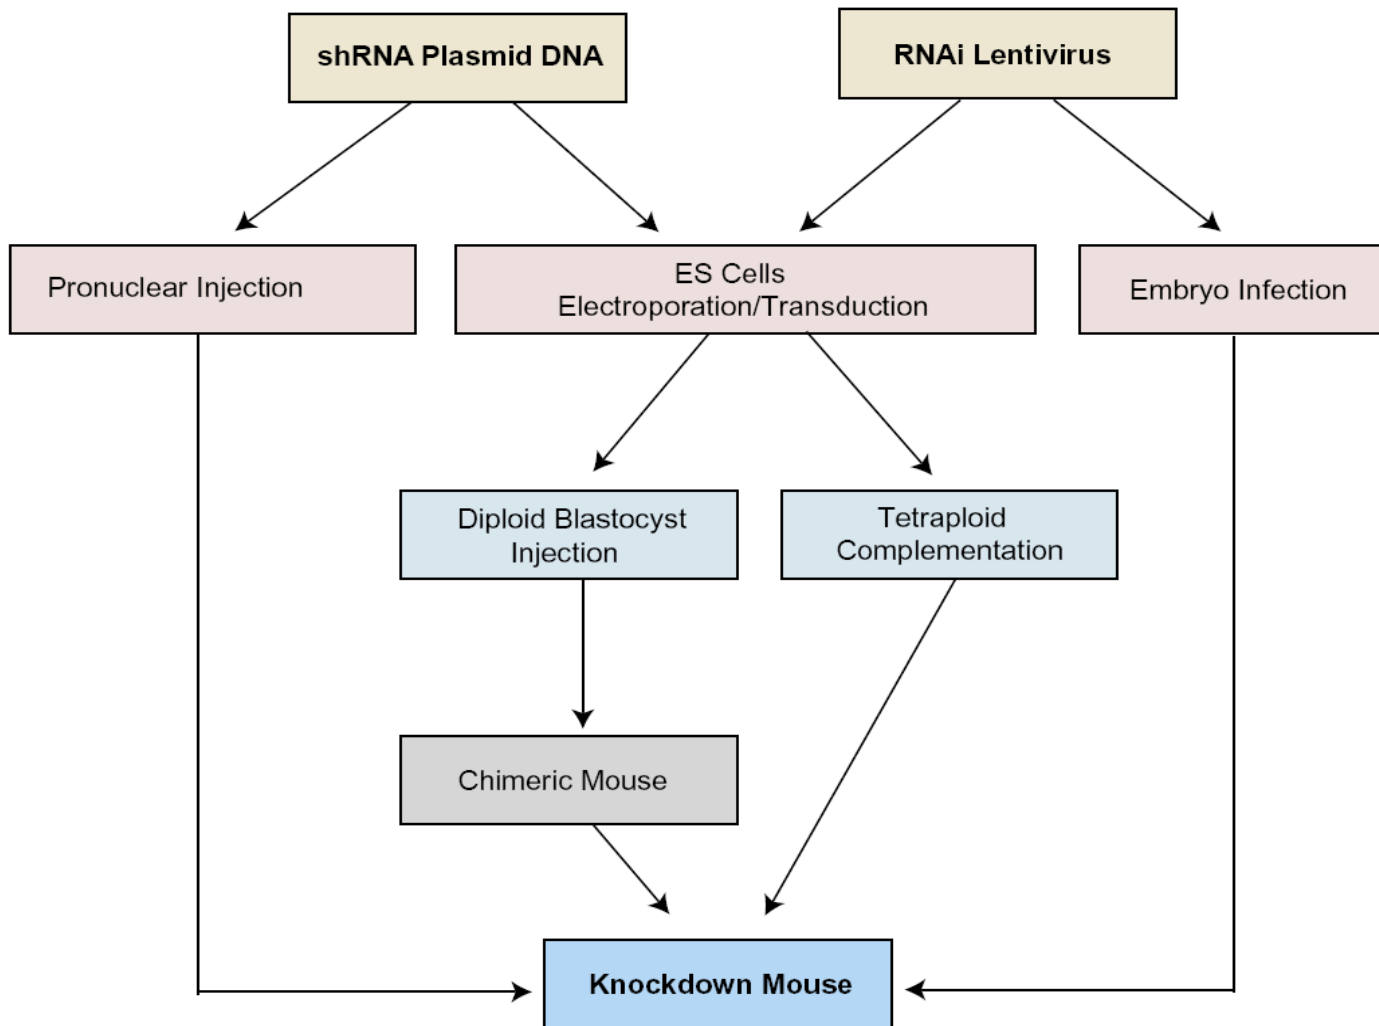 shRNA Plasmid DNA
RNAi Lentivirus
Pronuclear Injection
ES Cells
Electroporation/Transduction
Embryo Infection
Diploid Blastocyst
Injection
Tetraploid
Complementation
Chimeric Mouse
Knockdown Mouse